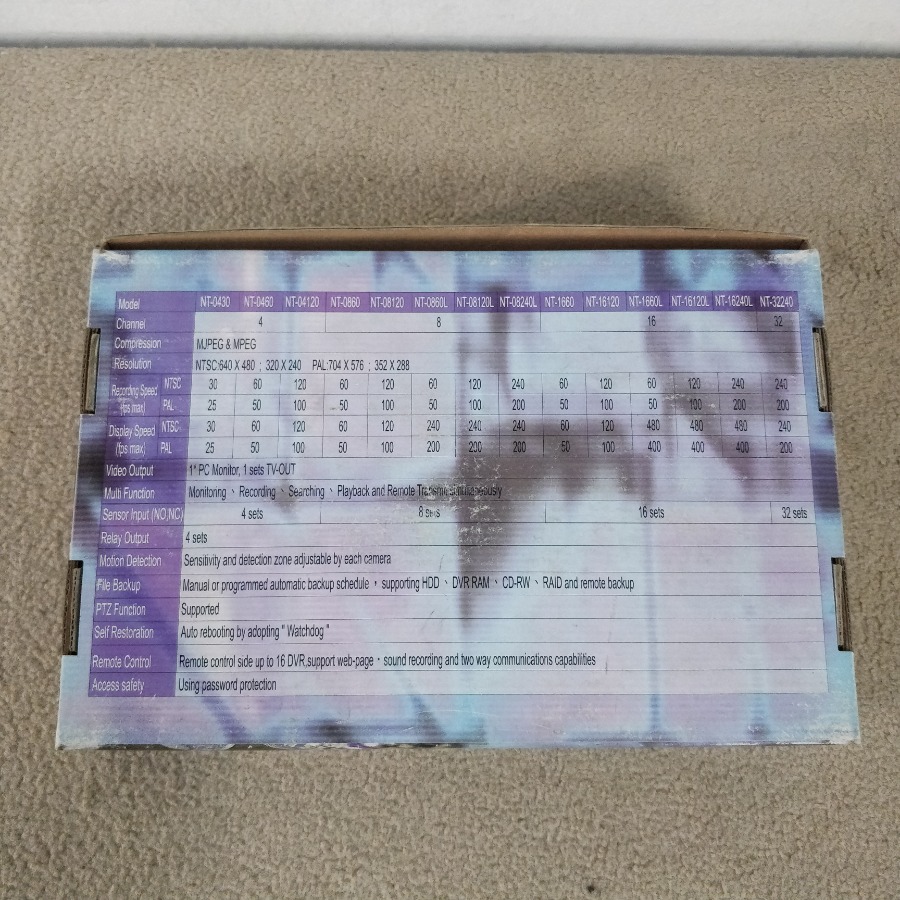 Model NT-0430 NT-0460 NT-04120 NT-0860 NT-08120 NT-0860L NT-08120L NT-08240L NT-1660 NT-16120 NT-1660L NT-16120L NT-16240L NT-32240
Channel 4 8 16 32
Compression MJPEG & MPEG
Resolution NTSC:640 X 480 ; 320 X 240 PAL:704 X 576 ; 352 X 288
Recording Speed (fps max) NTSC 30 60 120 60 120 60 120 240 60 120 60 120 240 240
PAL 25 50 100 50 100 50 100 200 50 100 50 100 200 200
Display Speed (fps max) NTSC 30 60 120 60 120 240 240 240 60 120 480 480 480 240
PAL 25 50 100 50 100 200 200 200 50 100 400 400 400 200
Video Output 1* PC Monitor, 1 sets TV-OUT
Multi Function Monitoring、Recording、Searching、Playback and Remote
Sensor Input (NO,NC) 4 sets 8 sets 16 sets 32 sets
Relay Output 4 sets
Motion Detection Sensitivity and detection zone adjustable by each camera
File Backup Manual or programmed automatic backup schedule，supporting HDD、DVR RAM、CD-RW、RAID and remote backup
PTZ Function Supported
Self Restoration Auto rebooting by adopting " Watchdog "
Remote Control Remote control side up to 16 DVR,support web-page，sound recording and two way communications capabilities
Access safety Using password protection